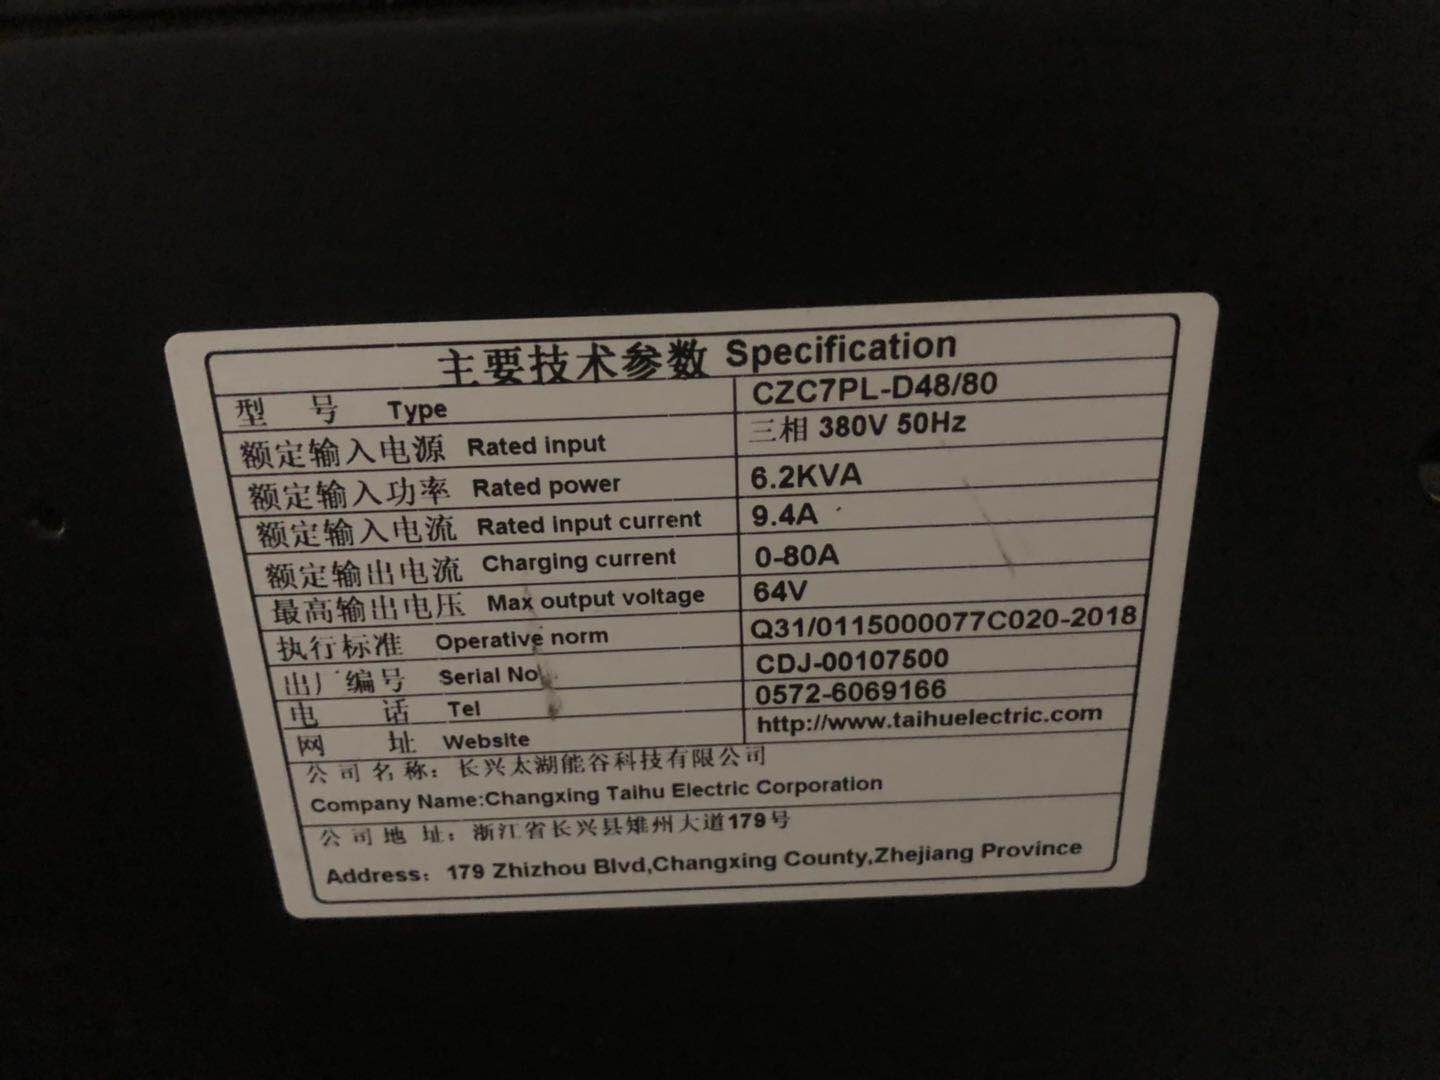 主要技术参数 Specification
型 号 Type CZC7PL-D48/80
额定输入电源 Rated input 三相 380V 50Hz
额定输入功率 Rated power 6.2KVA
额定输入电流 Rated input current 9.4A
额定输出电流 Charging current 0-80A
最高输出电压 Max output voltage 64V
执行标准 Operative norm Q31/0115000077C020-2018
出厂编号 Serial No CDJ-00107500
电 话 Tel 0572-6069166
网 址 Website http://www.taihuelectric.com
公 司 名 称：长兴太湖能谷科技有限公司
Company Name:Changxing Taihu Electric Corporation
公 司 地 址：浙江省长兴县雉州大道179号
Address：179 Zhizhou Blvd,Changxing County,Zhejiang Province